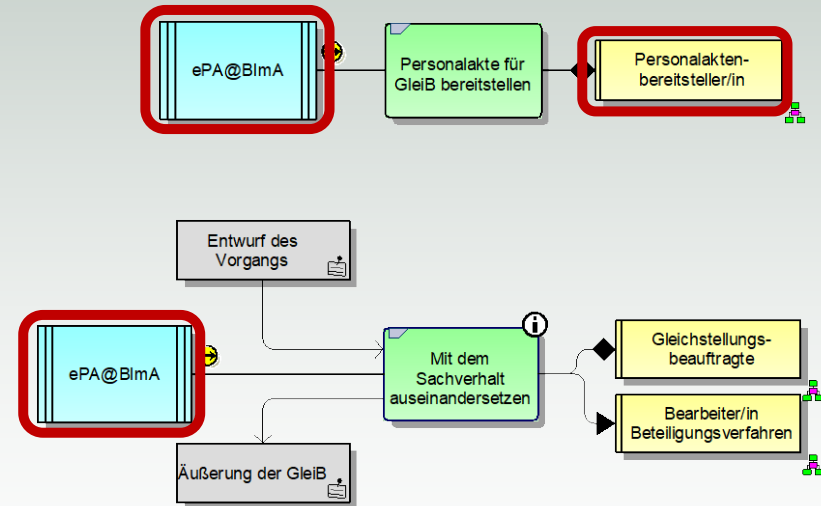 ePA@BImA
Personalakte für
GleiB bereitstellen
Personalakten-
bereitsteller/in
Entwurf des
Vorgangs
ePA@BImA
Mit dem
Sachverhalt
auseinandersetzen
Gleichstellungs-
beauftragte
Bearbeiter/in
Beteiligungsverfahren
Äußerung der GleiB